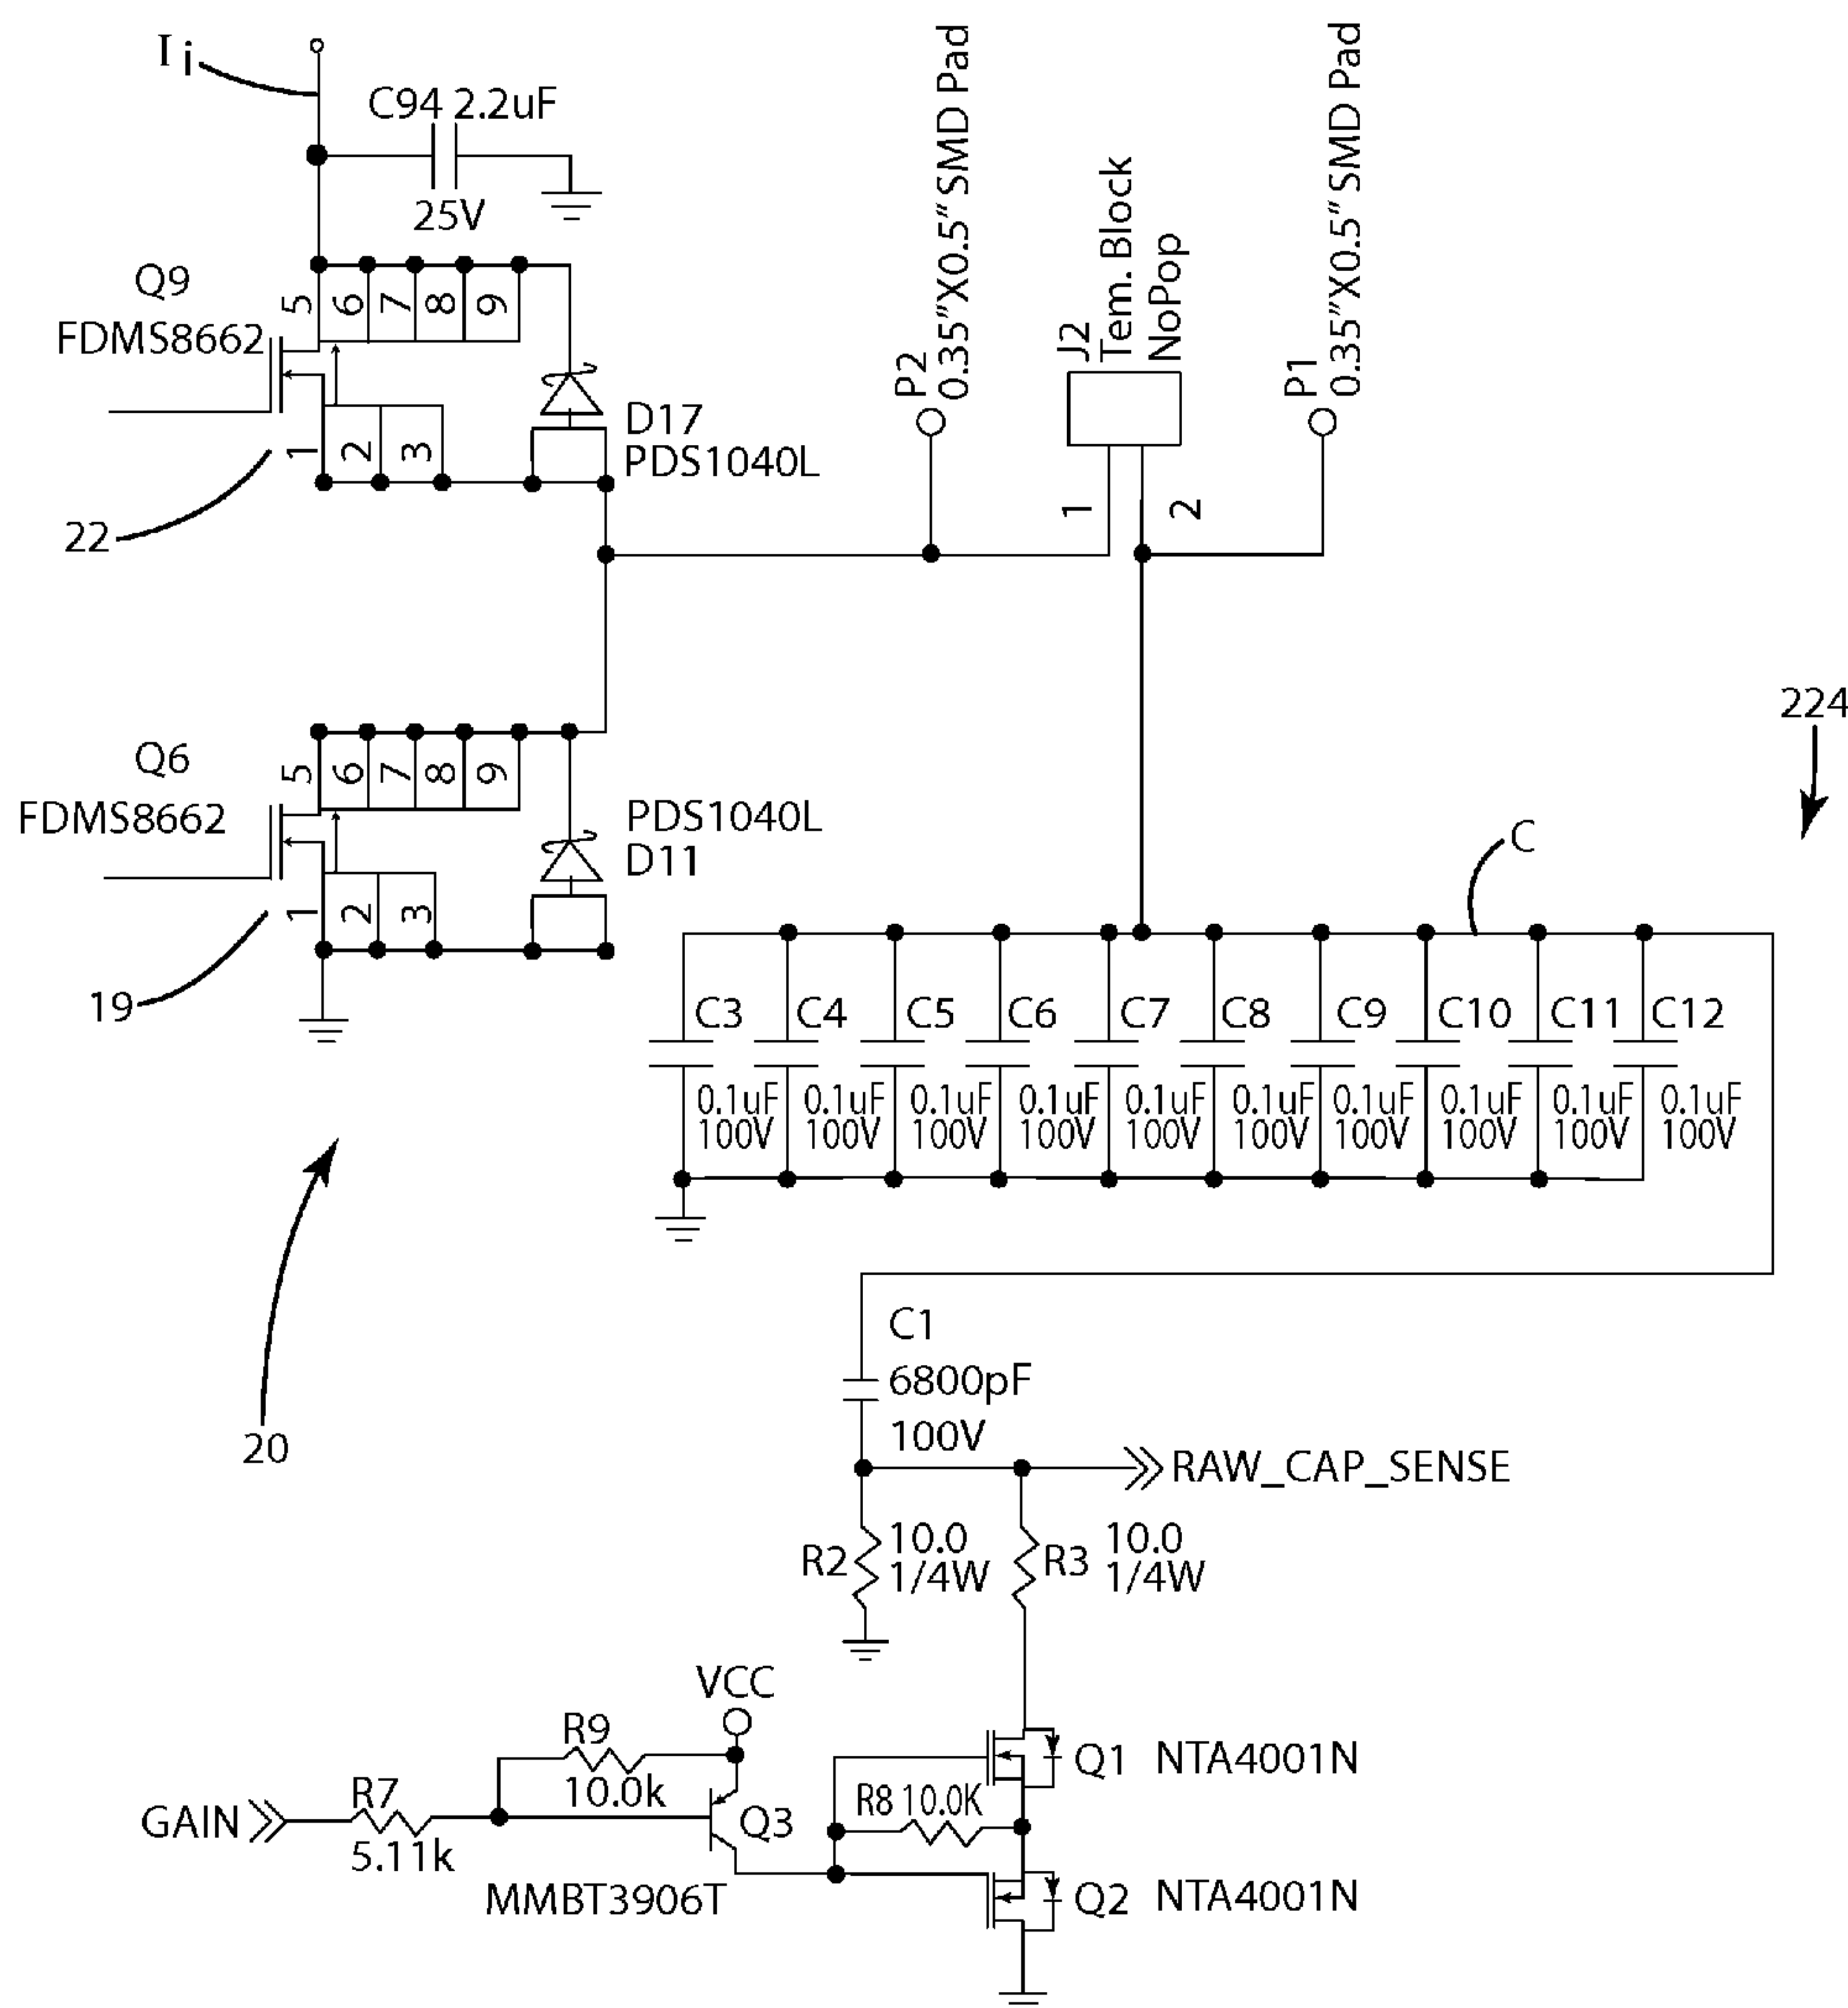 Ii
C94 2.2uF
25V
Q9
FDMS8662
5 6 7 8 9
1 2 3
22
D17
PDS1040L
P2
0.35"X0.5"SMD Pad
J2
Tem.Block
NoPop
1 2
P1
0.35"X0.5"SMD Pad
Q6
FDMS8662
5 6 7 8 9
1 2 3
19
PDS1040L
D11
224
C
C3 C4 C5 C6 C7 C8 C9 C10 C11 C12
0.1uF 0.1uF 0.1uF 0.1uF 0.1uF 0.1uF 0.1uF 0.1uF 0.1uF 0.1uF
100V 100V 100V 100V 100V 100V 100V 100V 100V 100V
20
C1
6800pF
100V
RAW_CAP_SENSE
R2 10.0
1/4W
R3 10.0
1/4W
VCC
R9
10.0k
GAIN
R7
5.11k
Q3
MMBT3906T
R8 10.0K
Q1 NTA4001N
Q2 NTA4001N